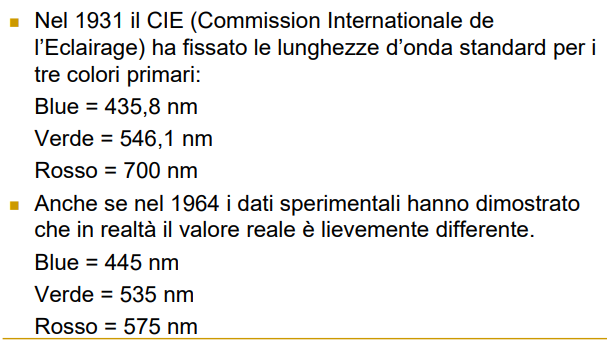 Nel 1931 il CIE (Commission Internationale de
l'Eclairage) ha fissato le lunghezze d'onda standard per i
tre colori primari:
Blue = 435,8 nm
Verde = 546,1 nm
Rosso = 700 nm
Anche se nel 1964 i dati sperimentali hanno dimostrato
che in realtà il valore reale è lievemente differente.
Blue = 445 nm
Verde = 535 nm
Rosso = 575 nm